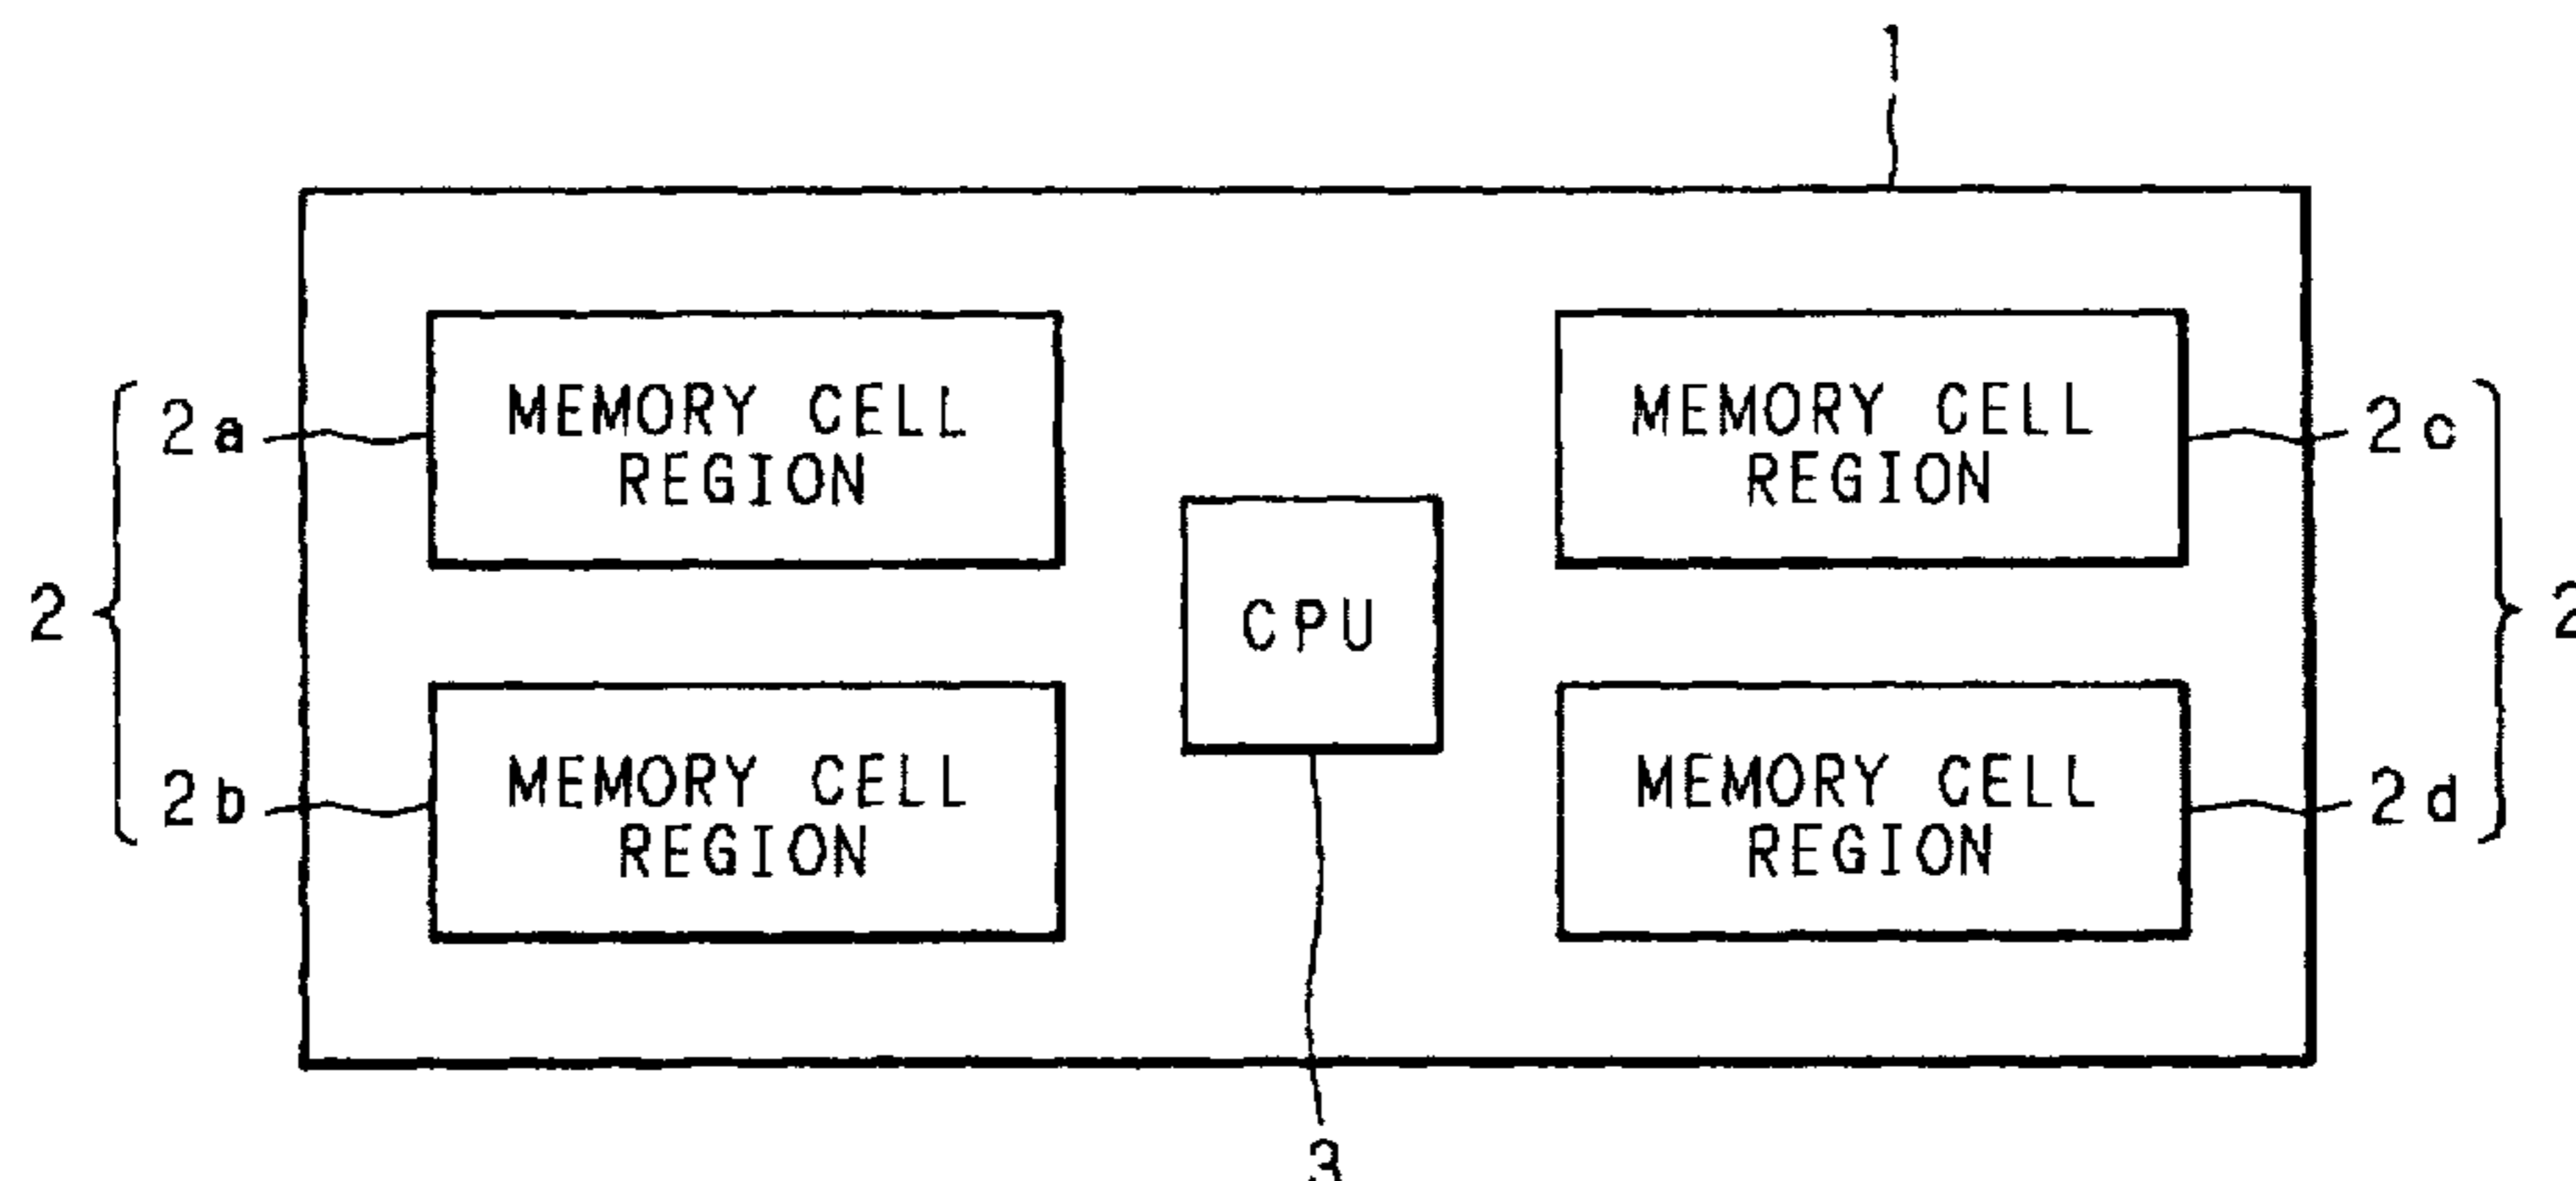 1
2a
MEMORY CELL
REGION
MEMORY CELL
REGION
2c
2
CPU
2
2b
MEMORY CELL
REGION
MEMORY CELL
REGION
2d
3